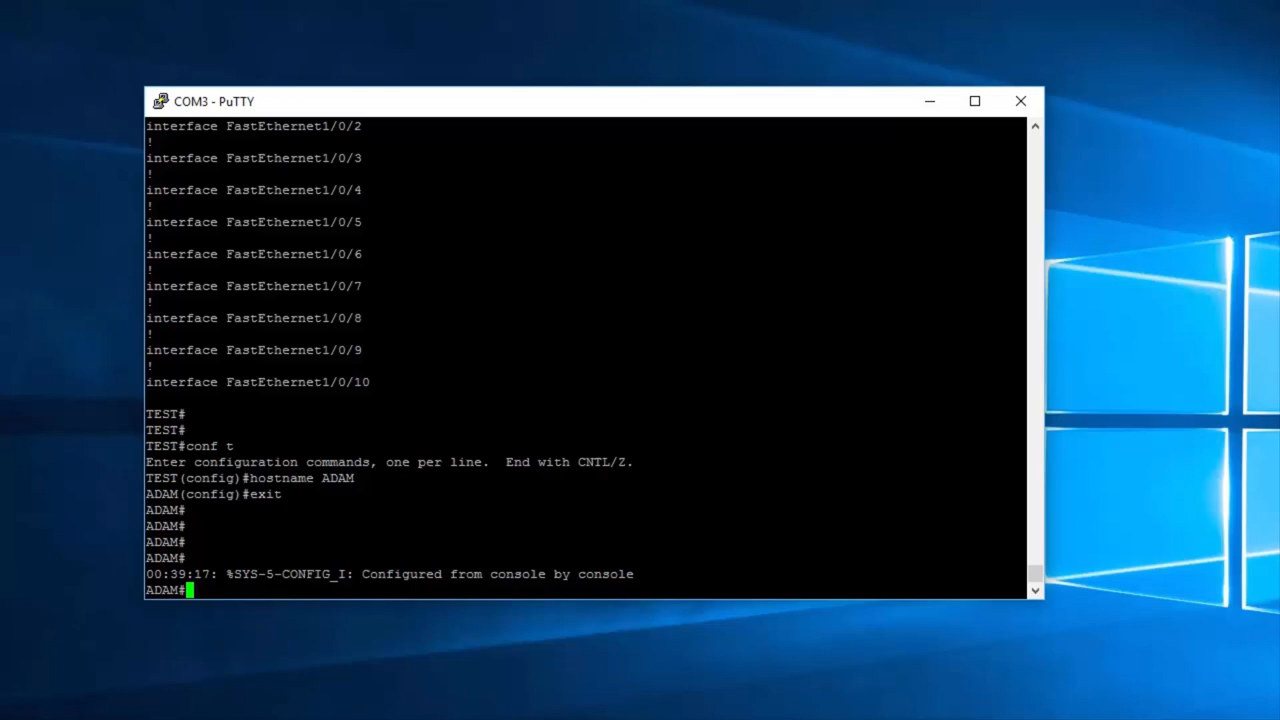 COM3 - PuTTY
interface FastEthernet1/0/2
!
interface FastEthernet1/0/3
!
interface FastEthernet1/0/4
!
interface FastEthernet1/0/5
!
interface FastEthernet1/0/6
!
interface FastEthernet1/0/7
!
interface FastEthernet1/0/8
!
interface FastEthernet1/0/9
!
interface FastEthernet1/0/10
TEST#
TEST#
TEST#conf t
Enter configuration commands, one per line.  End with CNTL/Z.
TEST(config)#hostname ADAM
ADAM(config)#exit
ADAM#
ADAM#
ADAM#
ADAM#
00:39:17: %SYS-5-CONFIG_I: Configured from console by console
ADAM#